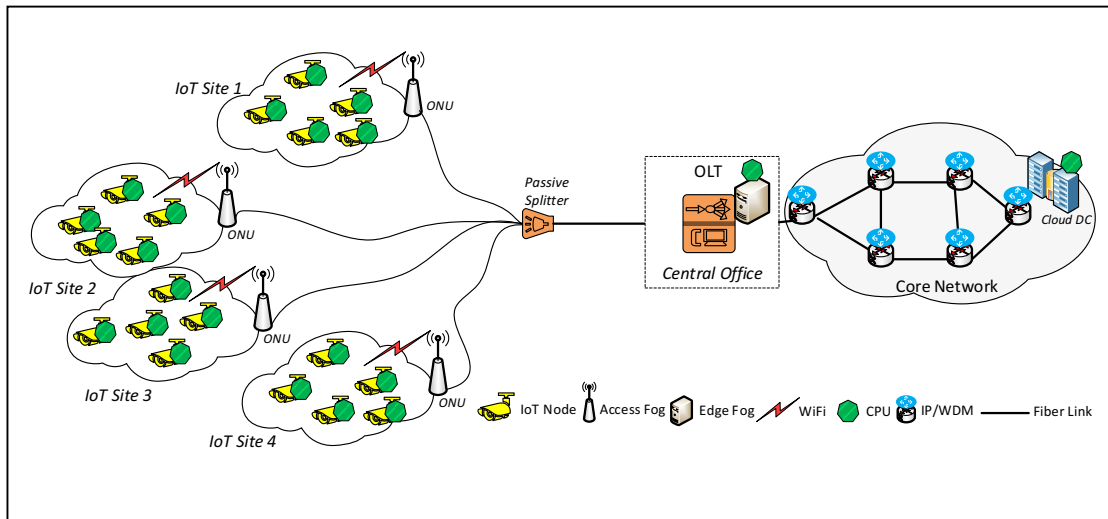 IoT Site 1
ONU
IoT Site 2
ONU
IoT Site 3
ONU
IoT Site 4
ONU
Passive
Splitter
OLT
Central Office
Cloud DC
Core Network
IoT Node
Access Fog
Edge Fog
WiFi
CPU
IP/WDM
Fiber Link